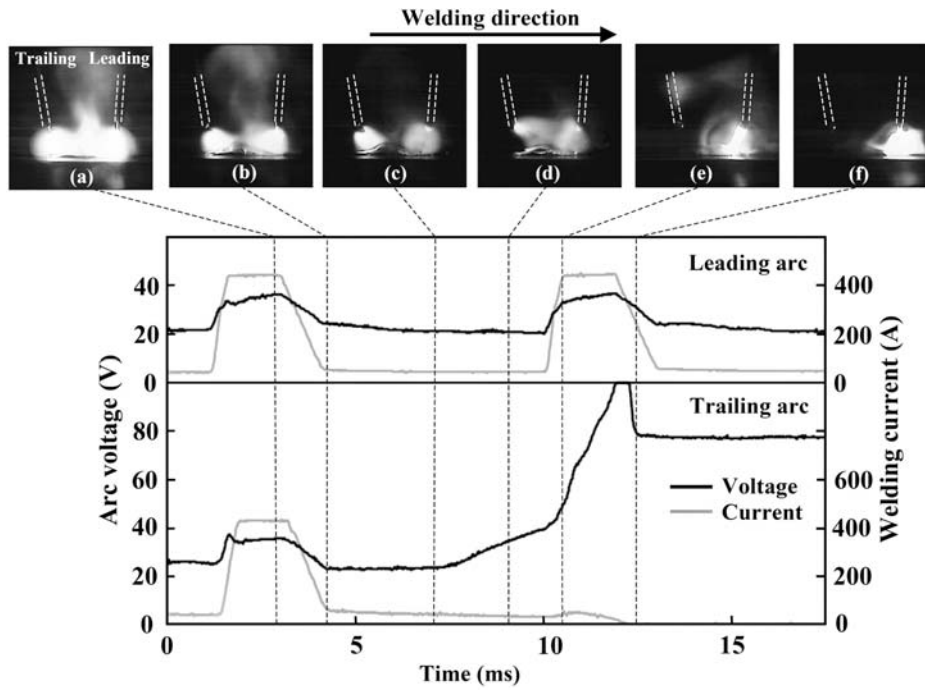 Welding direction
Trailing Leading
(a) (b) (c) (d) (e) (f)
Leading arc
40 400
20 200
0 0
Trailing arc
80
60 600
Voltage
Current
40 400
20 200
0 0
0 5 10 15
Arc voltage (V)
Welding current (A)
Time (ms)